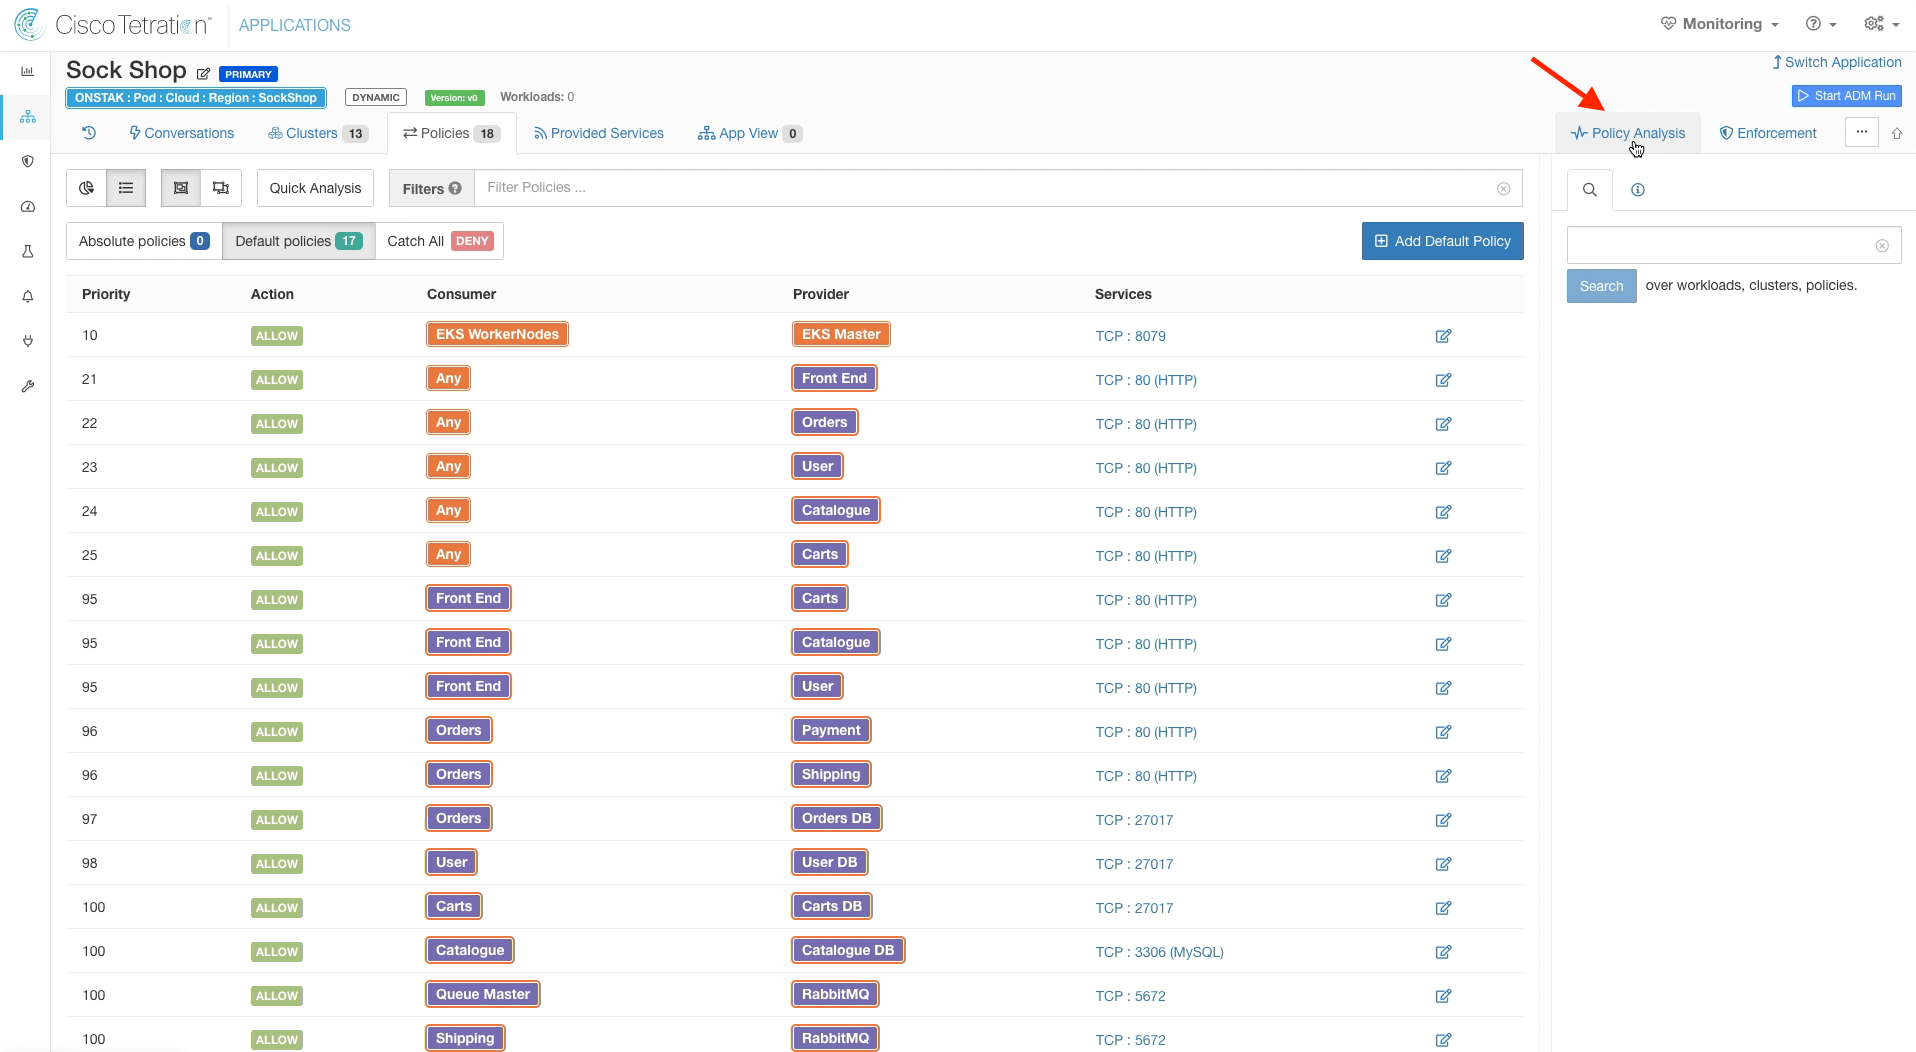 Cisco Tetration™ APPLICATIONS Monitoring
Sock Shop PRIMARY
Switch Application
ONSTAK : Pod : Cloud : Region : SockShop DYNAMIC Version: v0 Workloads: 0
Start ADM Run
Conversations Clusters 13 Policies 18 Provided Services App View 0 Policy Analysis Enforcement ...
Quick Analysis Filters Filter Policies ...
Absolute policies 0 Default policies 17 Catch All DENY Add Default Policy
Search over workloads, clusters, policies.
Priority Action Consumer Provider Services
10 ALLOW EKS WorkerNodes EKS Master TCP : 8079
21 ALLOW Any Front End TCP : 80 (HTTP)
22 ALLOW Any Orders TCP : 80 (HTTP)
23 ALLOW Any User TCP : 80 (HTTP)
24 ALLOW Any Catalogue TCP : 80 (HTTP)
25 ALLOW Any Carts TCP : 80 (HTTP)
95 ALLOW Front End Carts TCP : 80 (HTTP)
95 ALLOW Front End Catalogue TCP : 80 (HTTP)
95 ALLOW Front End User TCP : 80 (HTTP)
96 ALLOW Orders Payment TCP : 80 (HTTP)
96 ALLOW Orders Shipping TCP : 80 (HTTP)
97 ALLOW Orders Orders DB TCP : 27017
98 ALLOW User User DB TCP : 27017
100 ALLOW Carts Carts DB TCP : 27017
100 ALLOW Catalogue Catalogue DB TCP : 3306 (MySQL)
100 ALLOW Queue Master RabbitMQ TCP : 5672
100 ALLOW Shipping RabbitMQ TCP : 5672